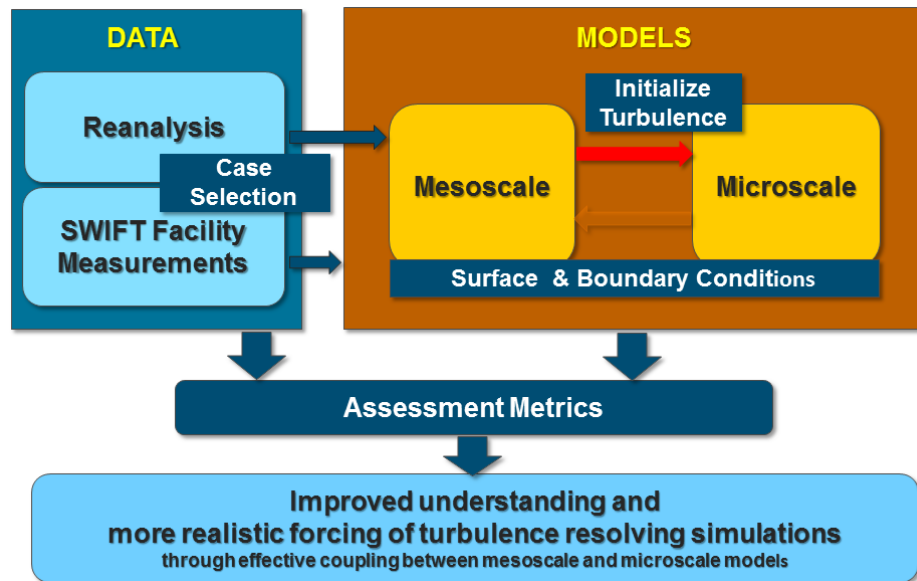 DATA
MODELS
Reanalysis
Case
Selection
SWIFT Facility
Measurements
Initialize
Turbulence
Mesoscale
Microscale
Surface & Boundary Conditions
Assessment Metrics
Improved understanding and
more realistic forcing of turbulence resolving simulations
through effective coupling between mesoscale and microscale models